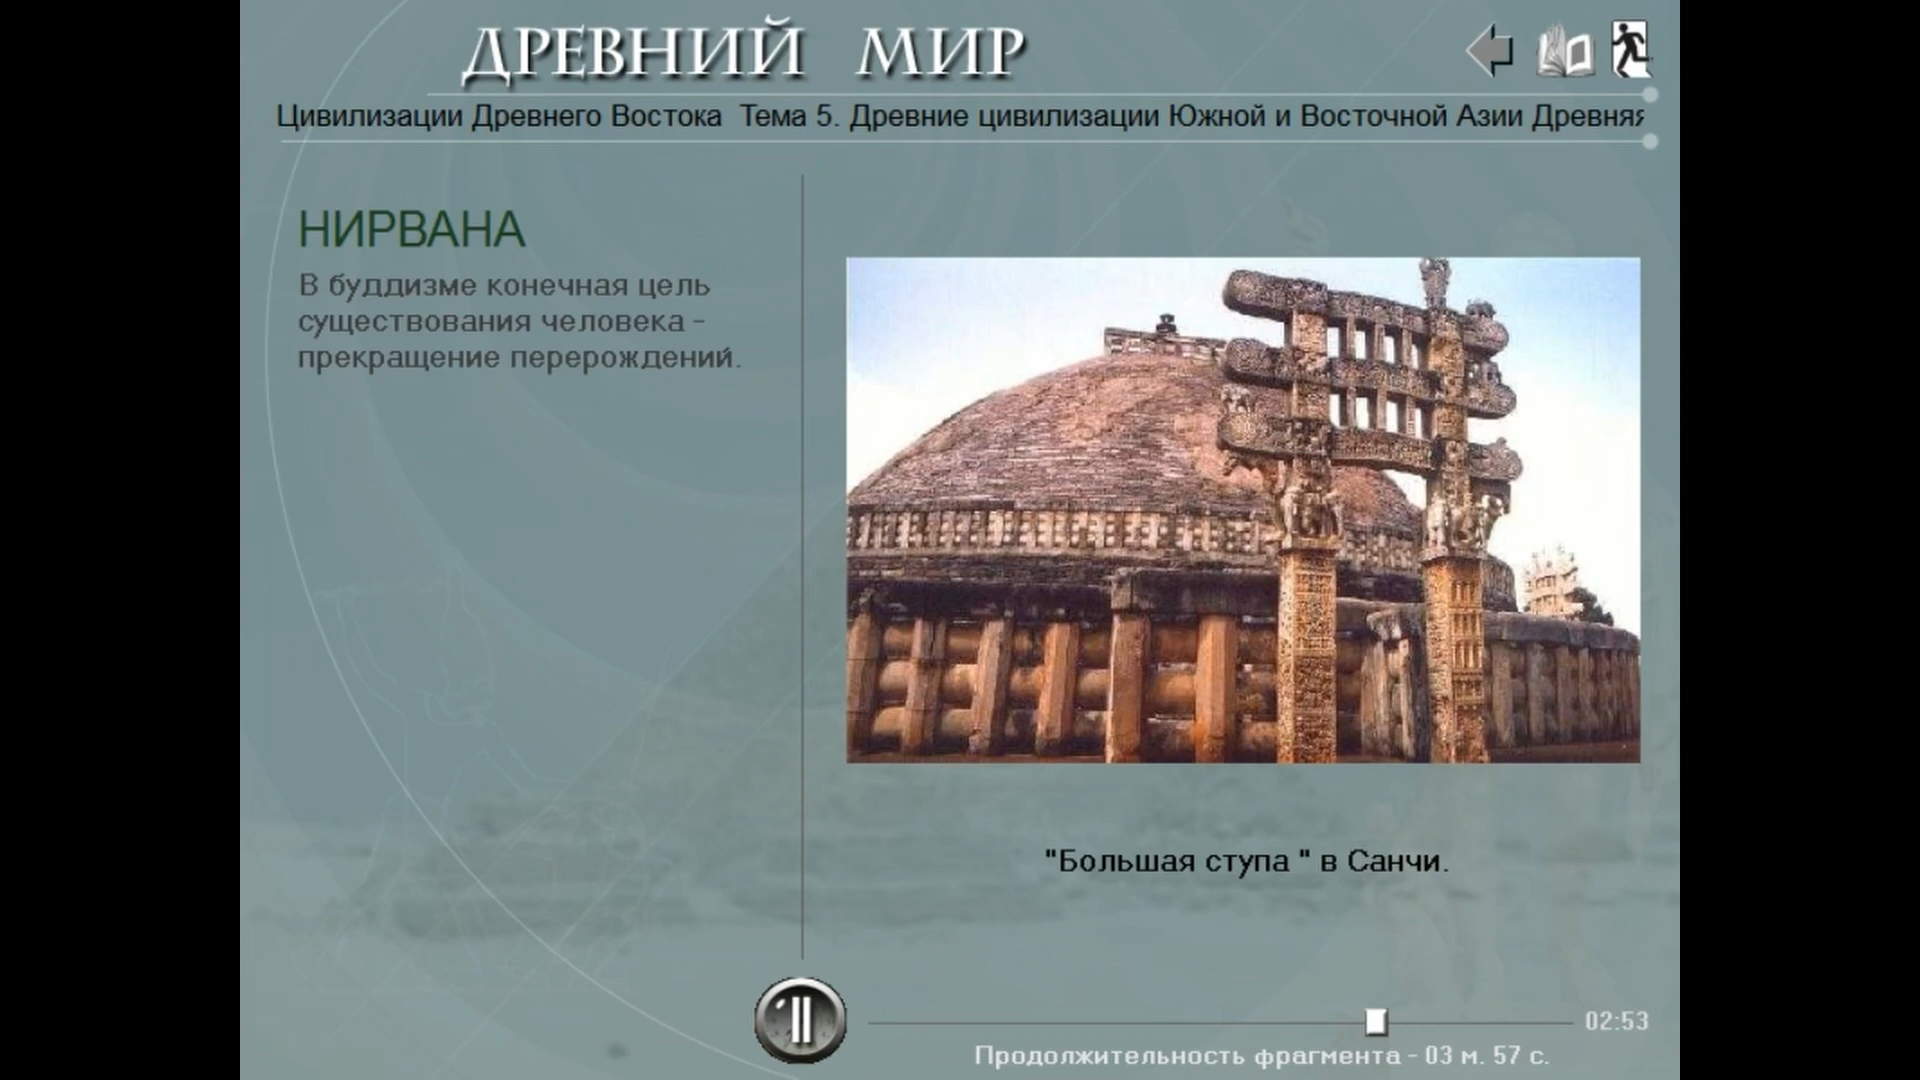 ДРЕВНИЙ МИР
Цивилизации Древнего Востока Тема 5. Древние цивилизации Южной и Восточной Азии Древняя
НИРВАНА
В буддизме конечная цель
существования человека -
прекращение перерождений.
"Большая ступа " в Санчи.
02:53
Продолжительность фрагмента - 03 м. 57 с.